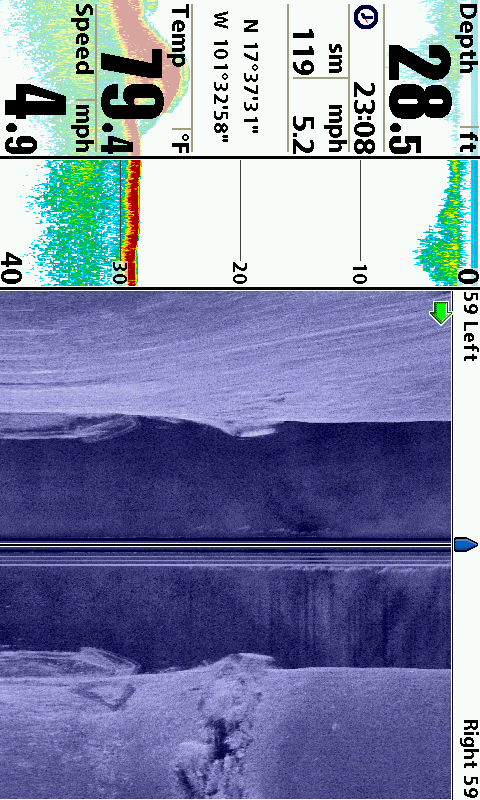 Depth ft
28.5
23:08
sm mph
119 5.2
N 17°37'31"
W 101°32'58"
Temp °F
79.4
Speed mph
4.9
0
10
20
30
40
59 Left
Right 59